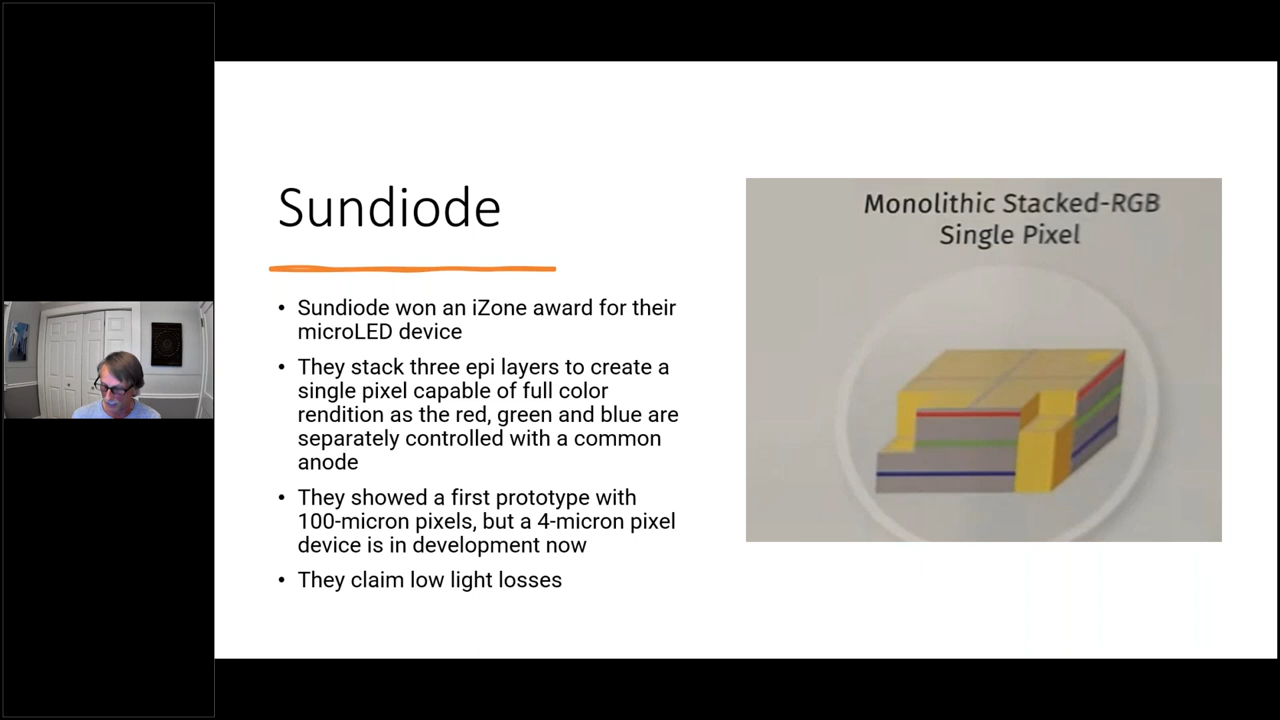 Sundiode
• Sundiode won an iZone award for their
microLED device
• They stack three epi layers to create a
single pixel capable of full color
rendition as the red, green and blue are
separately controlled with a common
anode
• They showed a first prototype with
100-micron pixels, but a 4-micron pixel
device is in development now
• They claim low light losses
Monolithic Stacked-RGB
Single Pixel